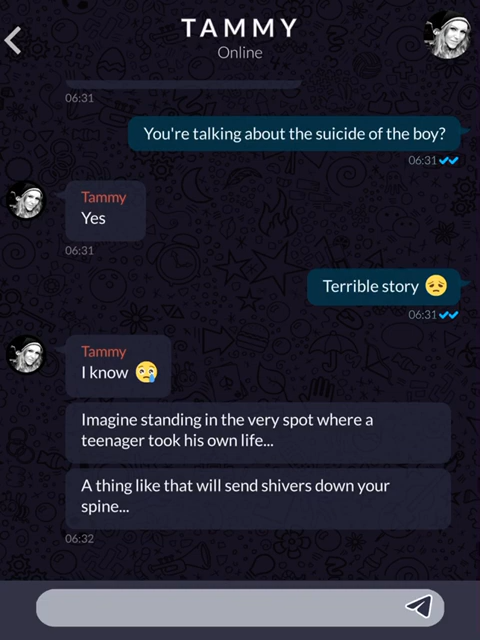 TAMMY
Online
06:31
You're talking about the suicide of the boy?
06:31
Tammy
Yes
06:31
Terrible story 😞
06:31
Tammy
I know 😢
Imagine standing in the very spot where a
teenager took his own life...
A thing like that will send shivers down your
spine...
06:32